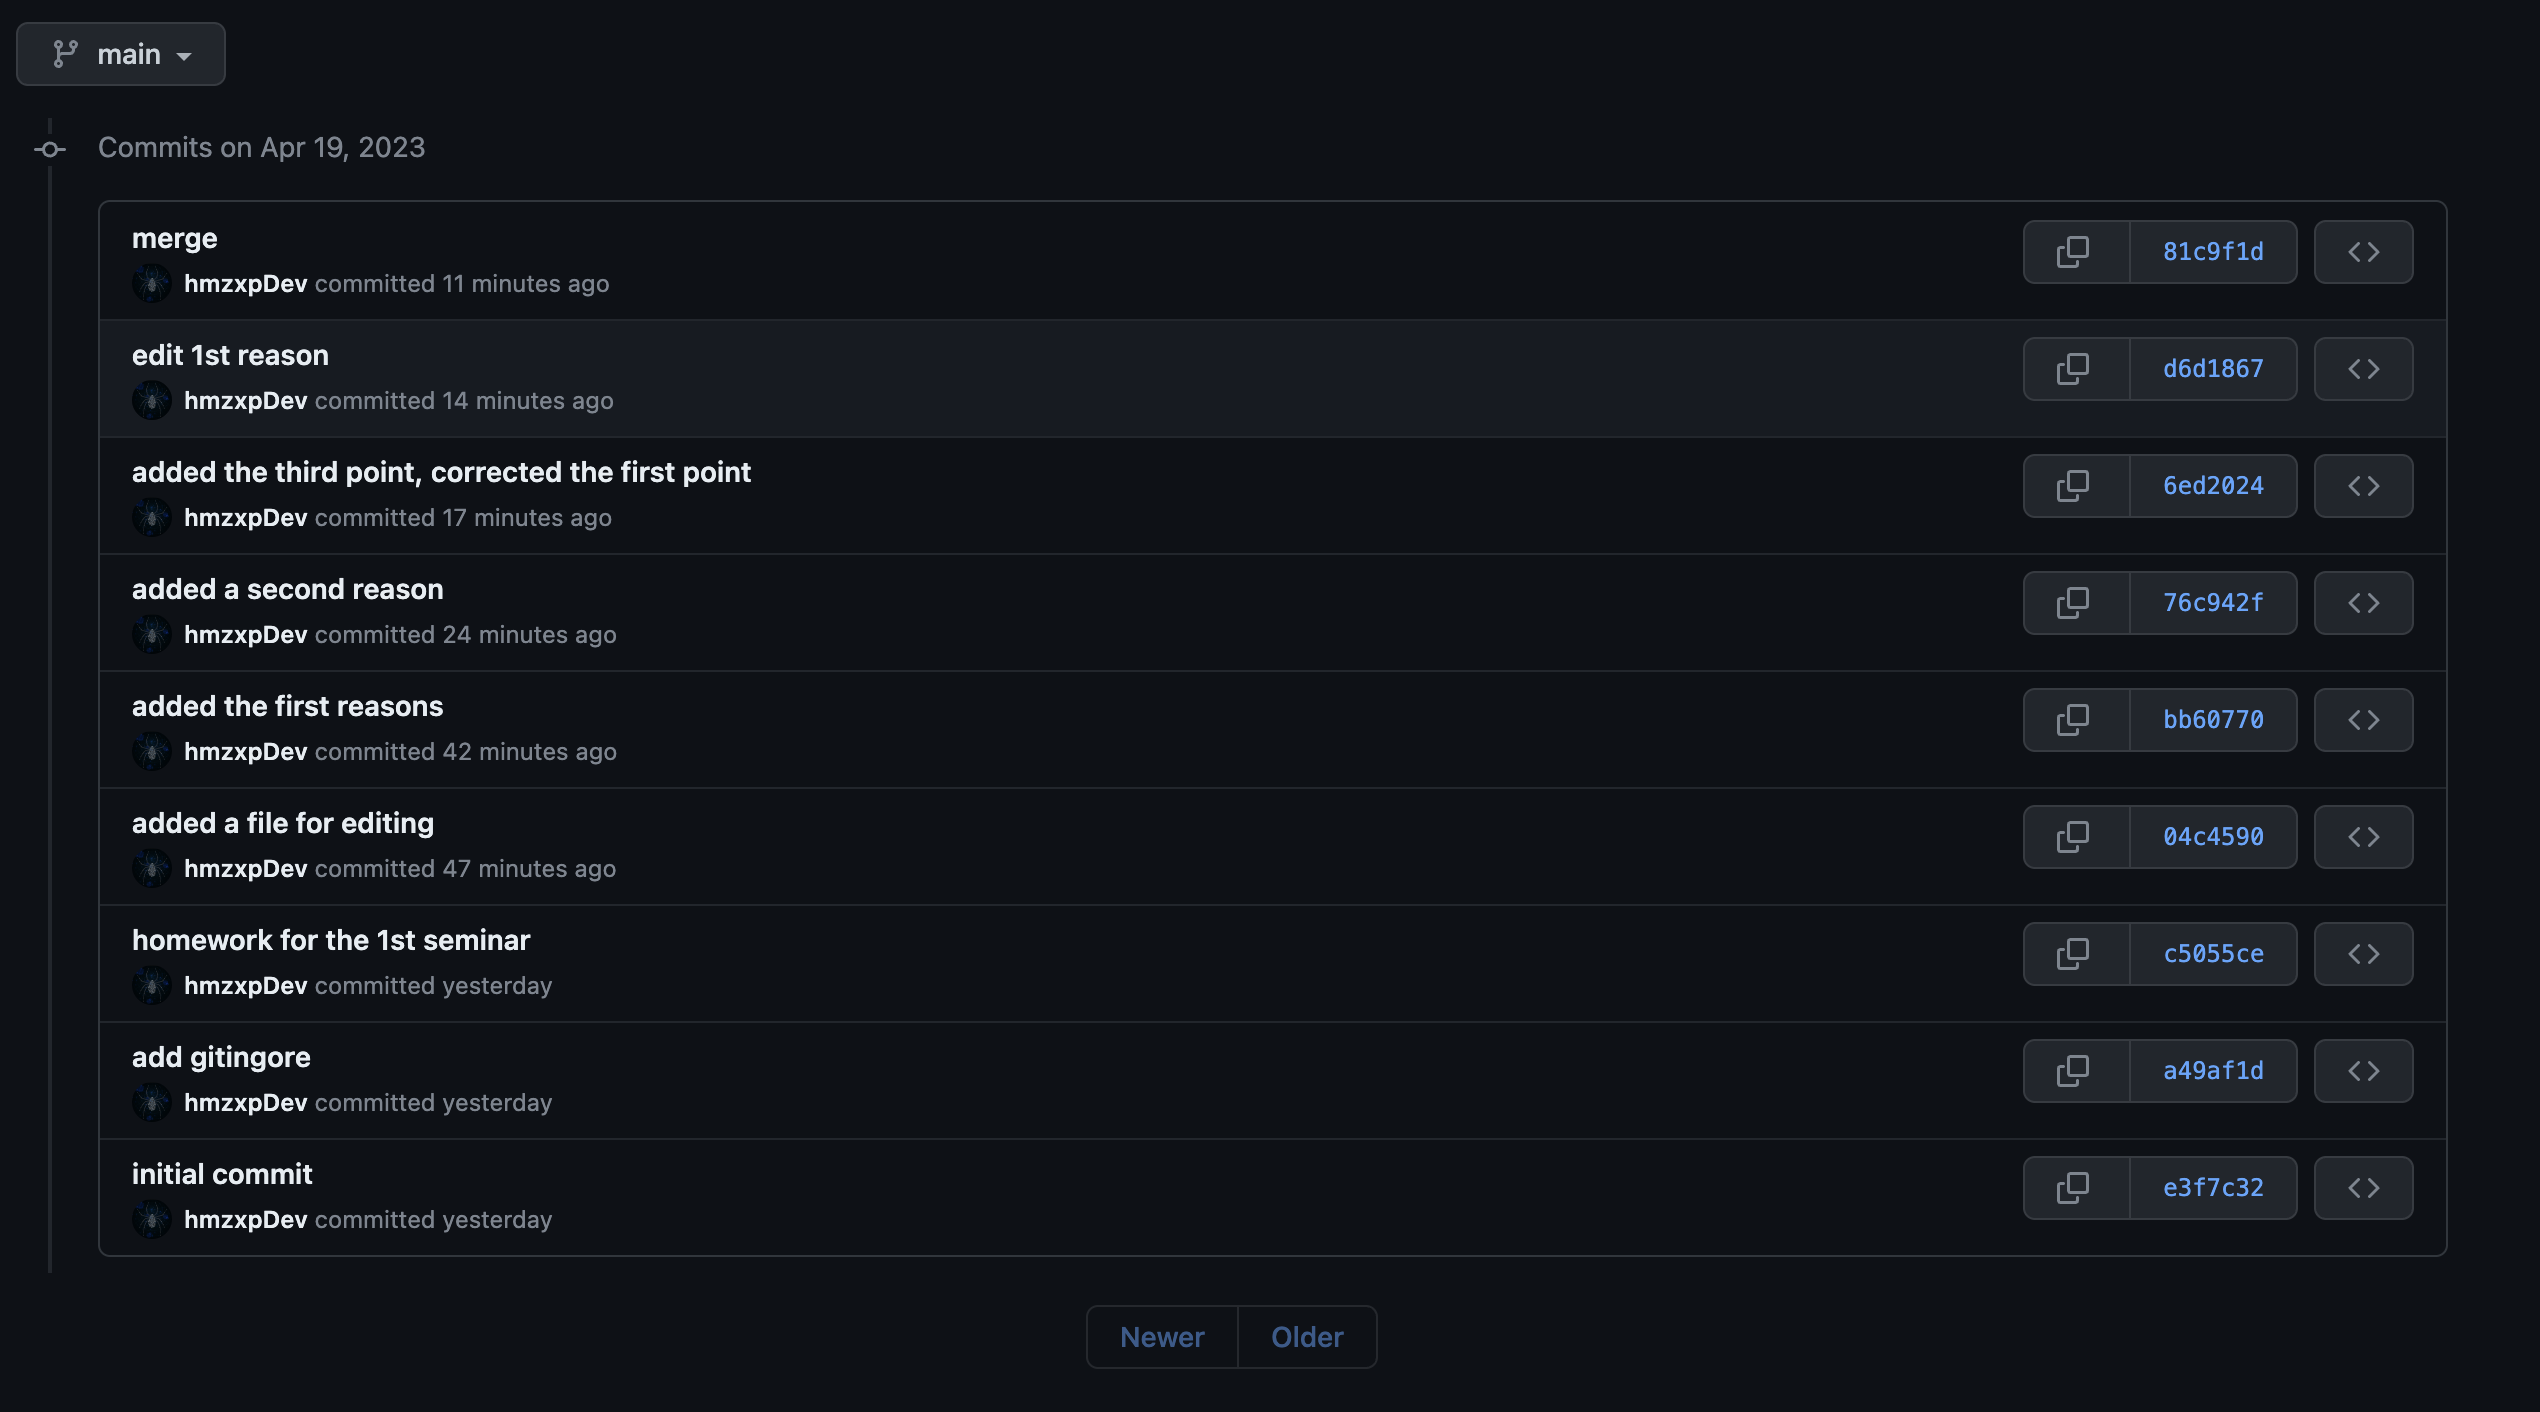 main
Commits on Apr 19, 2023
merge
81c9f1d
hmzxpDev committed 11 minutes ago
edit 1st reason
d6d1867
hmzxpDev committed 14 minutes ago
added the third point, corrected the first point
6ed2024
hmzxpDev committed 17 minutes ago
added a second reason
76c942f
hmzxpDev committed 24 minutes ago
added the first reasons
bb60770
hmzxpDev committed 42 minutes ago
added a file for editing
04c4590
hmzxpDev committed 47 minutes ago
homework for the 1st seminar
c5055ce
hmzxpDev committed yesterday
add gitingore
a49af1d
hmzxpDev committed yesterday
initial commit
e3f7c32
hmzxpDev committed yesterday
Newer Older